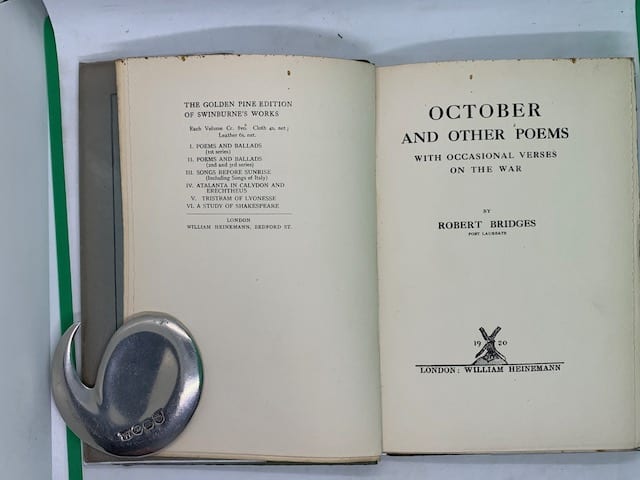 THE GOLDEN PINE EDITION
OF SWINBURNE'S WORKS
Each Volume Cr. 8vo. Cloth 4s. net;
Leather 6s. net.
I. POEMS AND BALLADS
(1st series)
II. POEMS AND BALLADS
(2nd and 3rd series)
III. SONGS BEFORE SUNRISE
(Including Songs of Italy)
IV. ATALANTA IN CALYDON AND
ERECHTHEUS
V. TRISTRAM OF LYONESSE
VI. A STUDY OF SHAKESPEARE
LONDON
WILLIAM HEINEMANN, BEDFORD ST.
OCTOBER
AND OTHER POEMS
WITH OCCASIONAL VERSES
ON THE WAR
BY
ROBERT BRIDGES
POET LAUREATE
19 20
LONDON: WILLIAM HEINEMANN